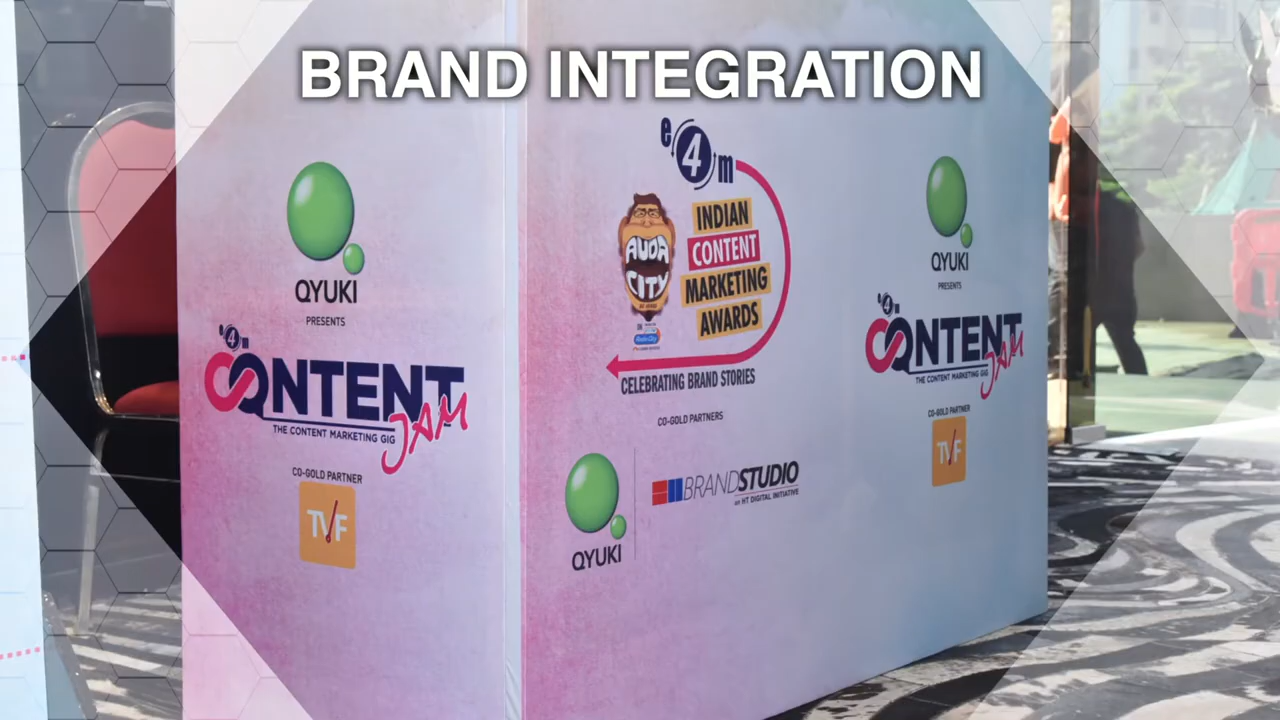 BRAND INTEGRATION
QYUKI
PRESENTS
e4m
CONTENT
JAM
THE CONTENT MARKETING GIG
CO-GOLD PARTNER
TVF
e4m
AUDA
CITY
INDIAN
CONTENT
MARKETING
AWARDS
CELEBRATING BRAND STORIES
CO-GOLD PARTNERS
QYUKI
BRANDSTUDIO
an HT DIGITAL INITIATIVE
QYUKI
PRESENTS
e4m
CONTENT
JAM
THE CONTENT MARKETING GIG
CO-GOLD PARTNER
TVF